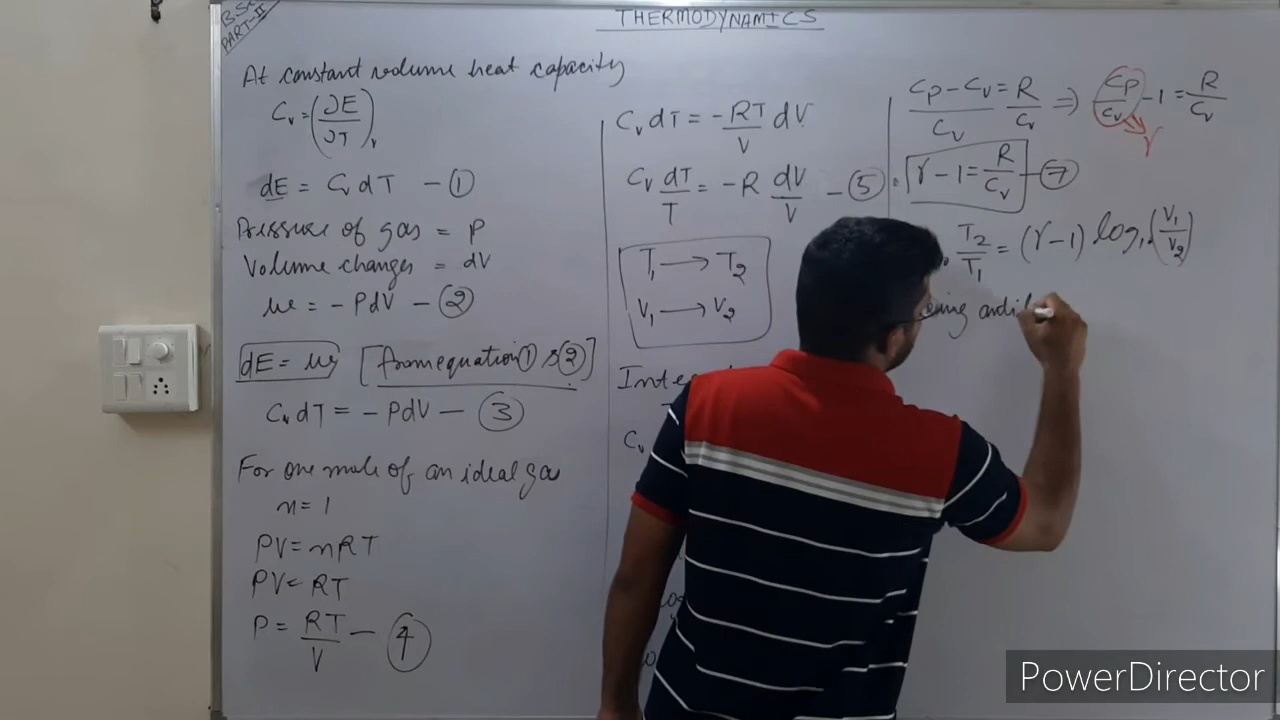 B.Sc
PART-II
THERMODYNAMICS
At constant volume heat capacity
Cᵥ = (∂E/∂T)ᵥ
dE = Cᵥ dT — ①
Pressure of gas = P
Volume changes = dV
w = - PdV — ②
dE = w [from equation ① & ②]
Cᵥ dT = - PdV — ③
For one mole of an ideal gas
n = 1
PV = nRT
PV = RT
P = RT/V — ④
Cᵥ dT = - RT/V dV
Cᵥ dT/T = - R dV/V — ⑤
T₁ → T₂
V₁ → V₂
Cp - Cᵥ/Cᵥ = R/Cᵥ ⇒ Cp/Cᵥ - 1 = R/Cᵥ
γ
γ - 1 = R/Cᵥ — ⑦
T₂/T₁ = (γ - 1) log (V₁/V₂)
PowerDirector